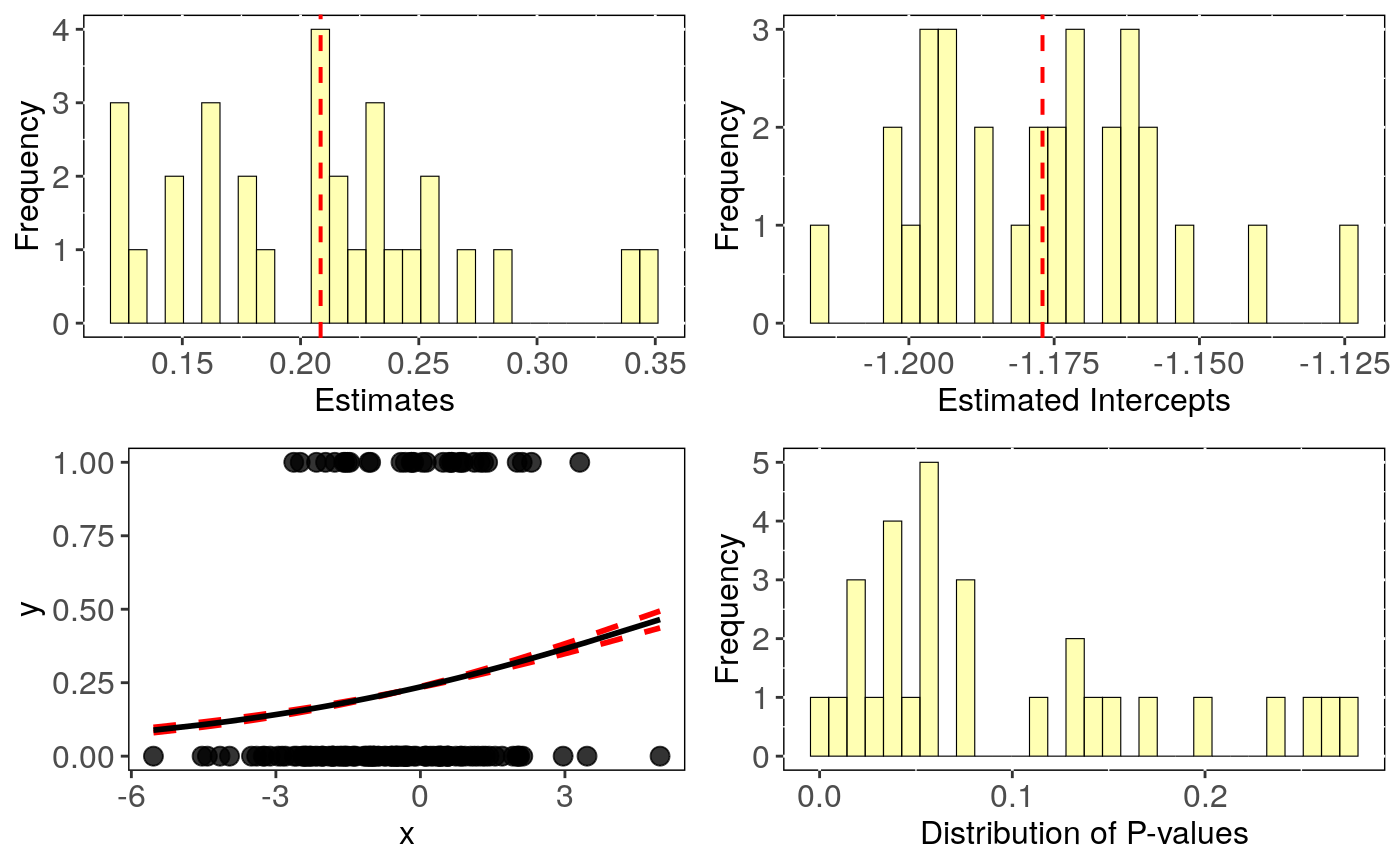 4
3
2
1
0
Frequency
0.15 0.20 0.25 0.30 0.35
Estimates
3
2
1
0
Frequency
-1.200 -1.175 -1.150 -1.125
Estimated Intercepts
1.00
0.75
0.50
0.25
0.00
y
-6 -3 0 3
x
5
4
3
2
1
0
Frequency
0.0 0.1 0.2
Distribution of P-values